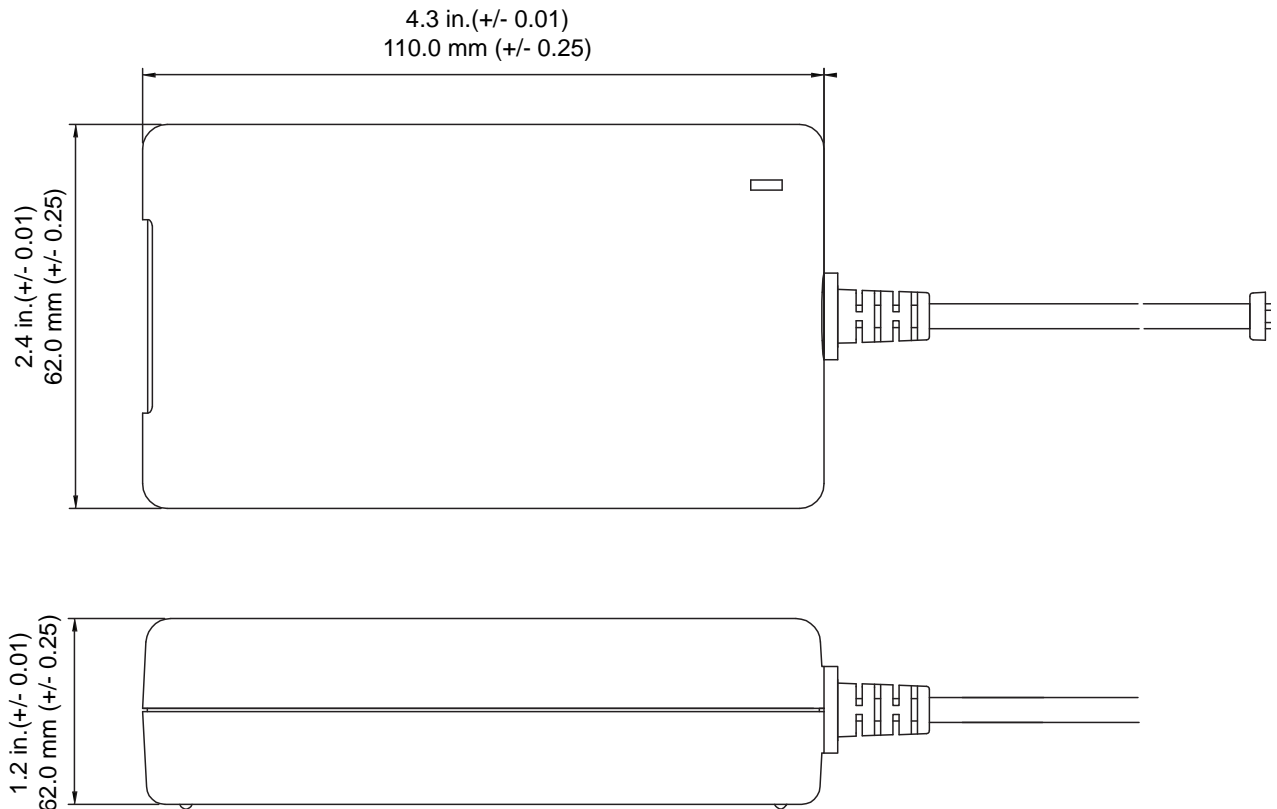 4.3 in.(+/- 0.01)
110.0 mm (+/- 0.25)
2.4 in.(+/- 0.01)
62.0 mm (+/- 0.25)
1.2 in.(+/- 0.01)
62.0 mm (+/- 0.25)